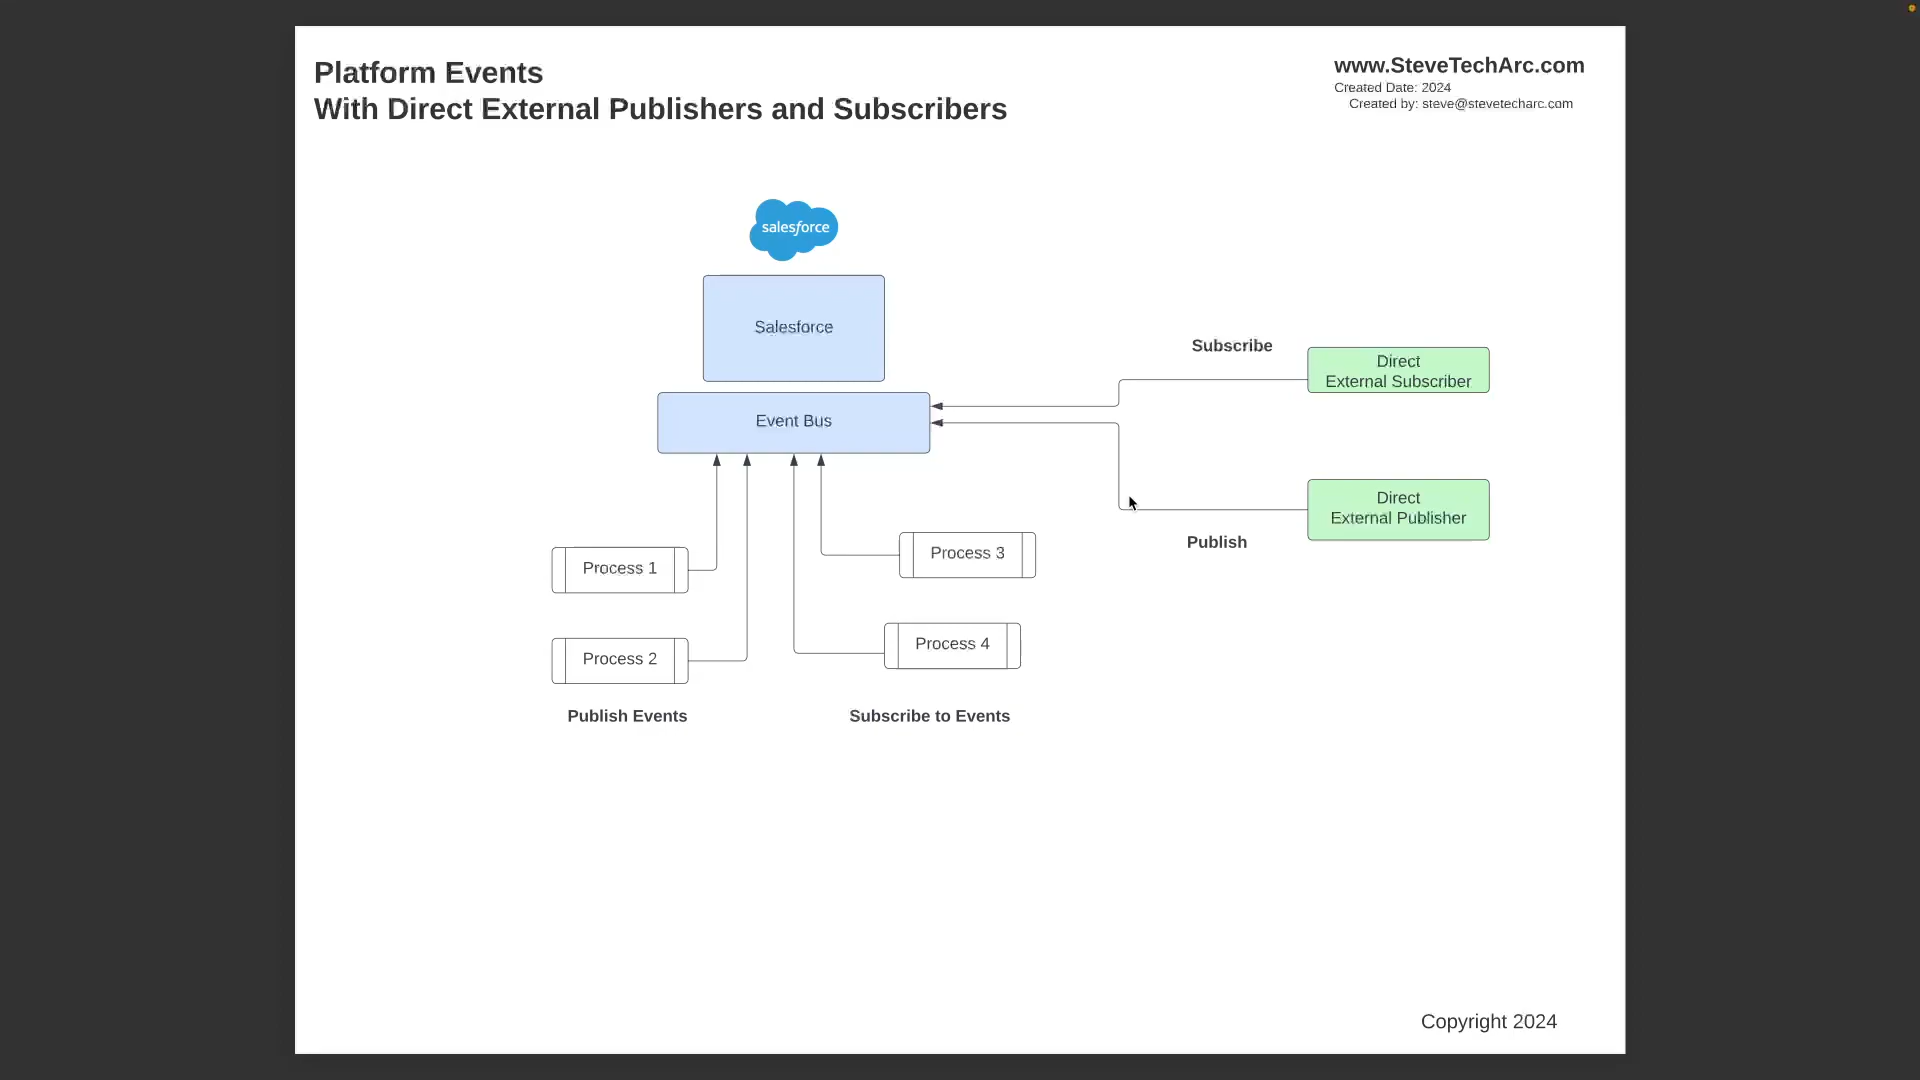 Platform Events
With Direct External Publishers and Subscribers
www.SteveTechArc.com
Created Date: 2024
Created by: steve@stevetecharc.com
salesforce
Salesforce
Event Bus
Subscribe
Direct
External Subscriber
Direct
External Publisher
Publish
Process 1
Process 2
Process 3
Process 4
Publish Events
Subscribe to Events
Copyright 2024